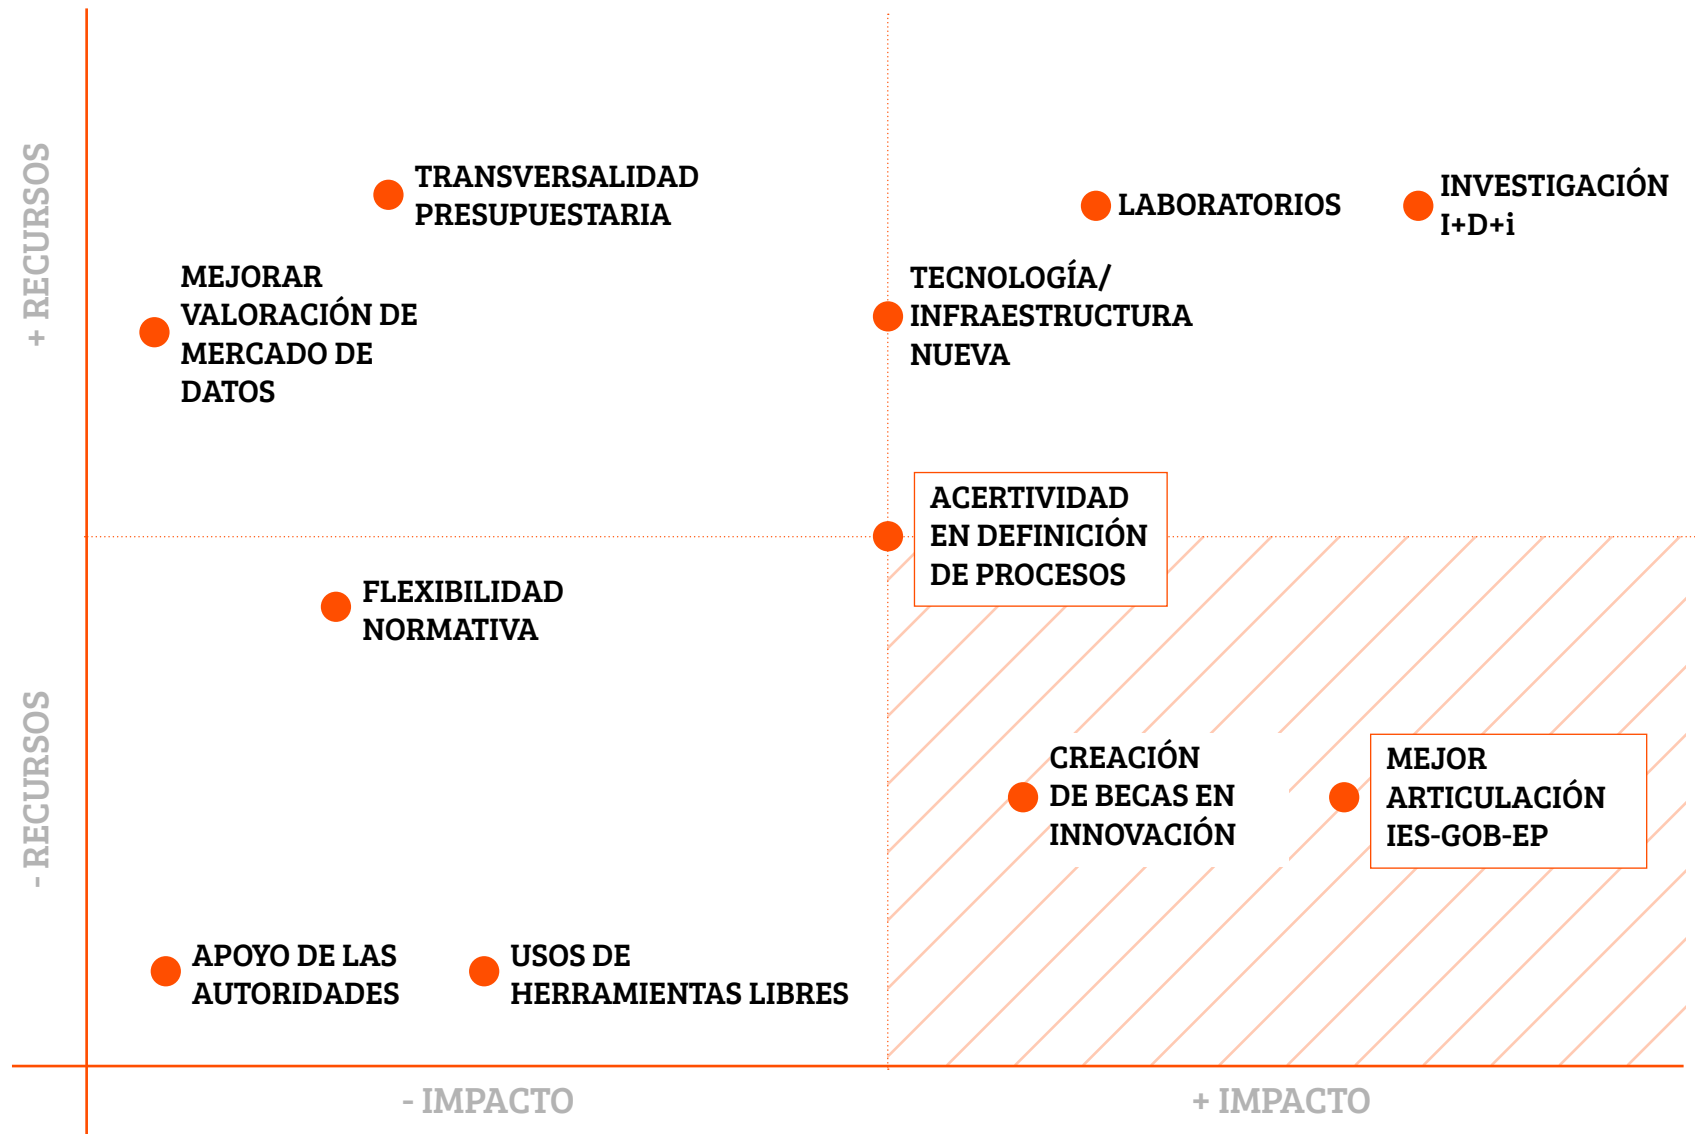 + RECURSOS
- RECURSOS
TRANSVERSALIDAD
PRESUPUESTARIA
MEJORAR
VALORACIÓN DE
MERCADO DE
DATOS
LABORATORIOS
INVESTIGACIÓN
I+D+i
TECNOLOGÍA/
INFRAESTRUCTURA
NUEVA
ACERTIVIDAD
EN DEFINICIÓN
DE PROCESOS
FLEXIBILIDAD
NORMATIVA
CREACIÓN
DE BECAS EN
INNOVACIÓN
MEJOR
ARTICULACIÓN
IES-GOB-EP
APOYO DE LAS
AUTORIDADES
USOS DE
HERRAMIENTAS LIBRES
- IMPACTO
+ IMPACTO